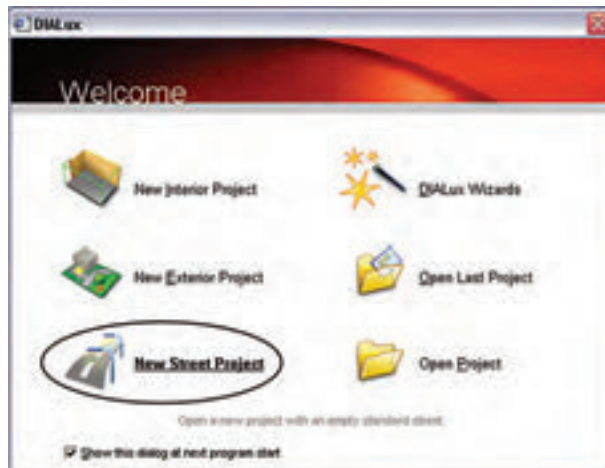 DIALux
Welcome
New Interior Project
DIALux Wizards
New Exterior Project
Open Last Project
New Street Project
Open Project
Open a new project with an empty standard street.
Show this dialog at next program start